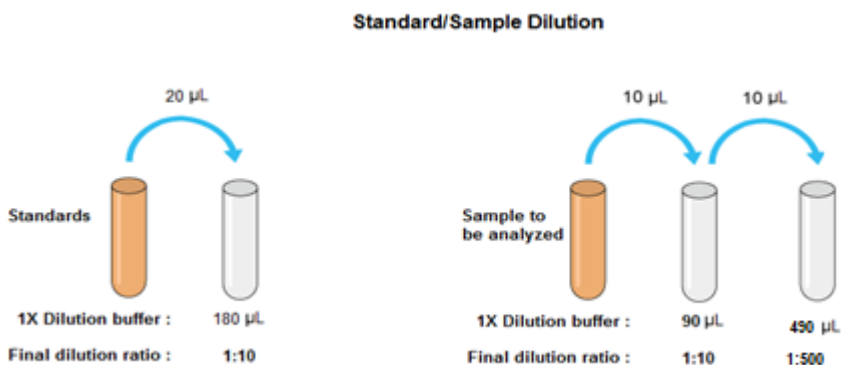 Standard/Sample Dilution
20 µL
Standards
1X Dilution buffer : 180 µL
Final dilution ratio : 1:10
10 µL 10 µL
Sample to
be analyzed
1X Dilution buffer : 90 µL 490 µL
Final dilution ratio : 1:10 1:500